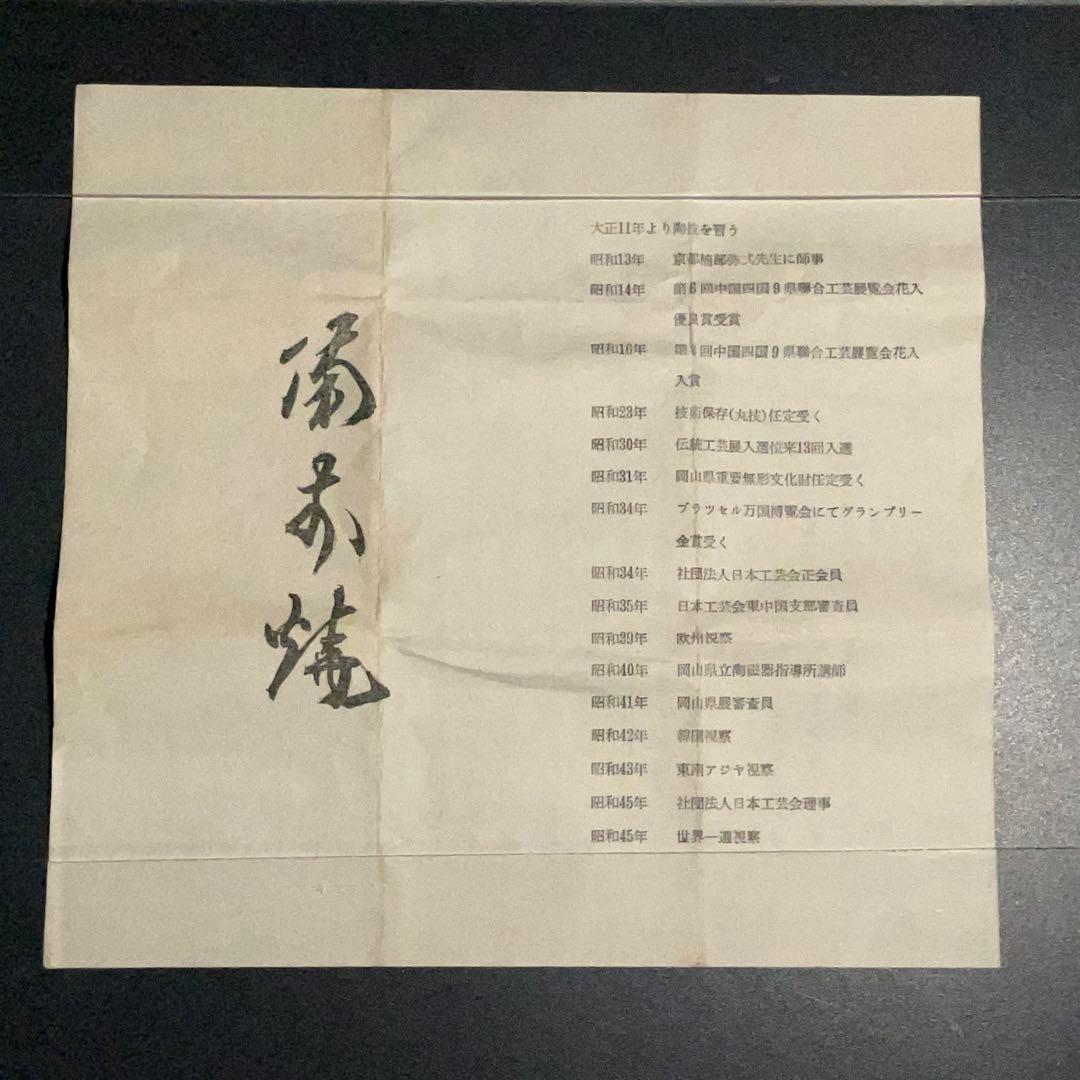 備前焼
大正11年より陶技を習う
昭和13年 京都楠部弥弌先生に師事
昭和14年 第6回中国四国9県聯合工芸展覧会花入
優良賞受賞
昭和16年 回中国四国9県聯合工芸展覧会花入
入賞
昭和23年 技術保存(丸技)任定受く
昭和30年 伝統工芸展入選位来13回入選
昭和31年 岡山県重要無形文化財任定受く
昭和34年 ブラツセル万国博覧会にてグランプリー
金賞受く
昭和34年 社団法人日本工芸会正会員
昭和35年 日本工芸会東中国支部審査員
昭和39年 欧州視察
昭和40年 岡山県立陶磁器指導所講師
昭和41年 岡山県展審査員
昭和42年 韓国視察
昭和43年 東南アジヤ視察
昭和45年 社団法人日本工芸会理事
昭和45年 世界一週視察